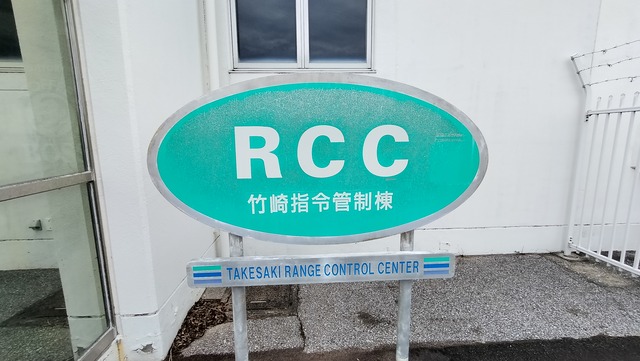 RCC
竹崎指令管制棟
TAKESAKI RANGE CONTROL CENTER